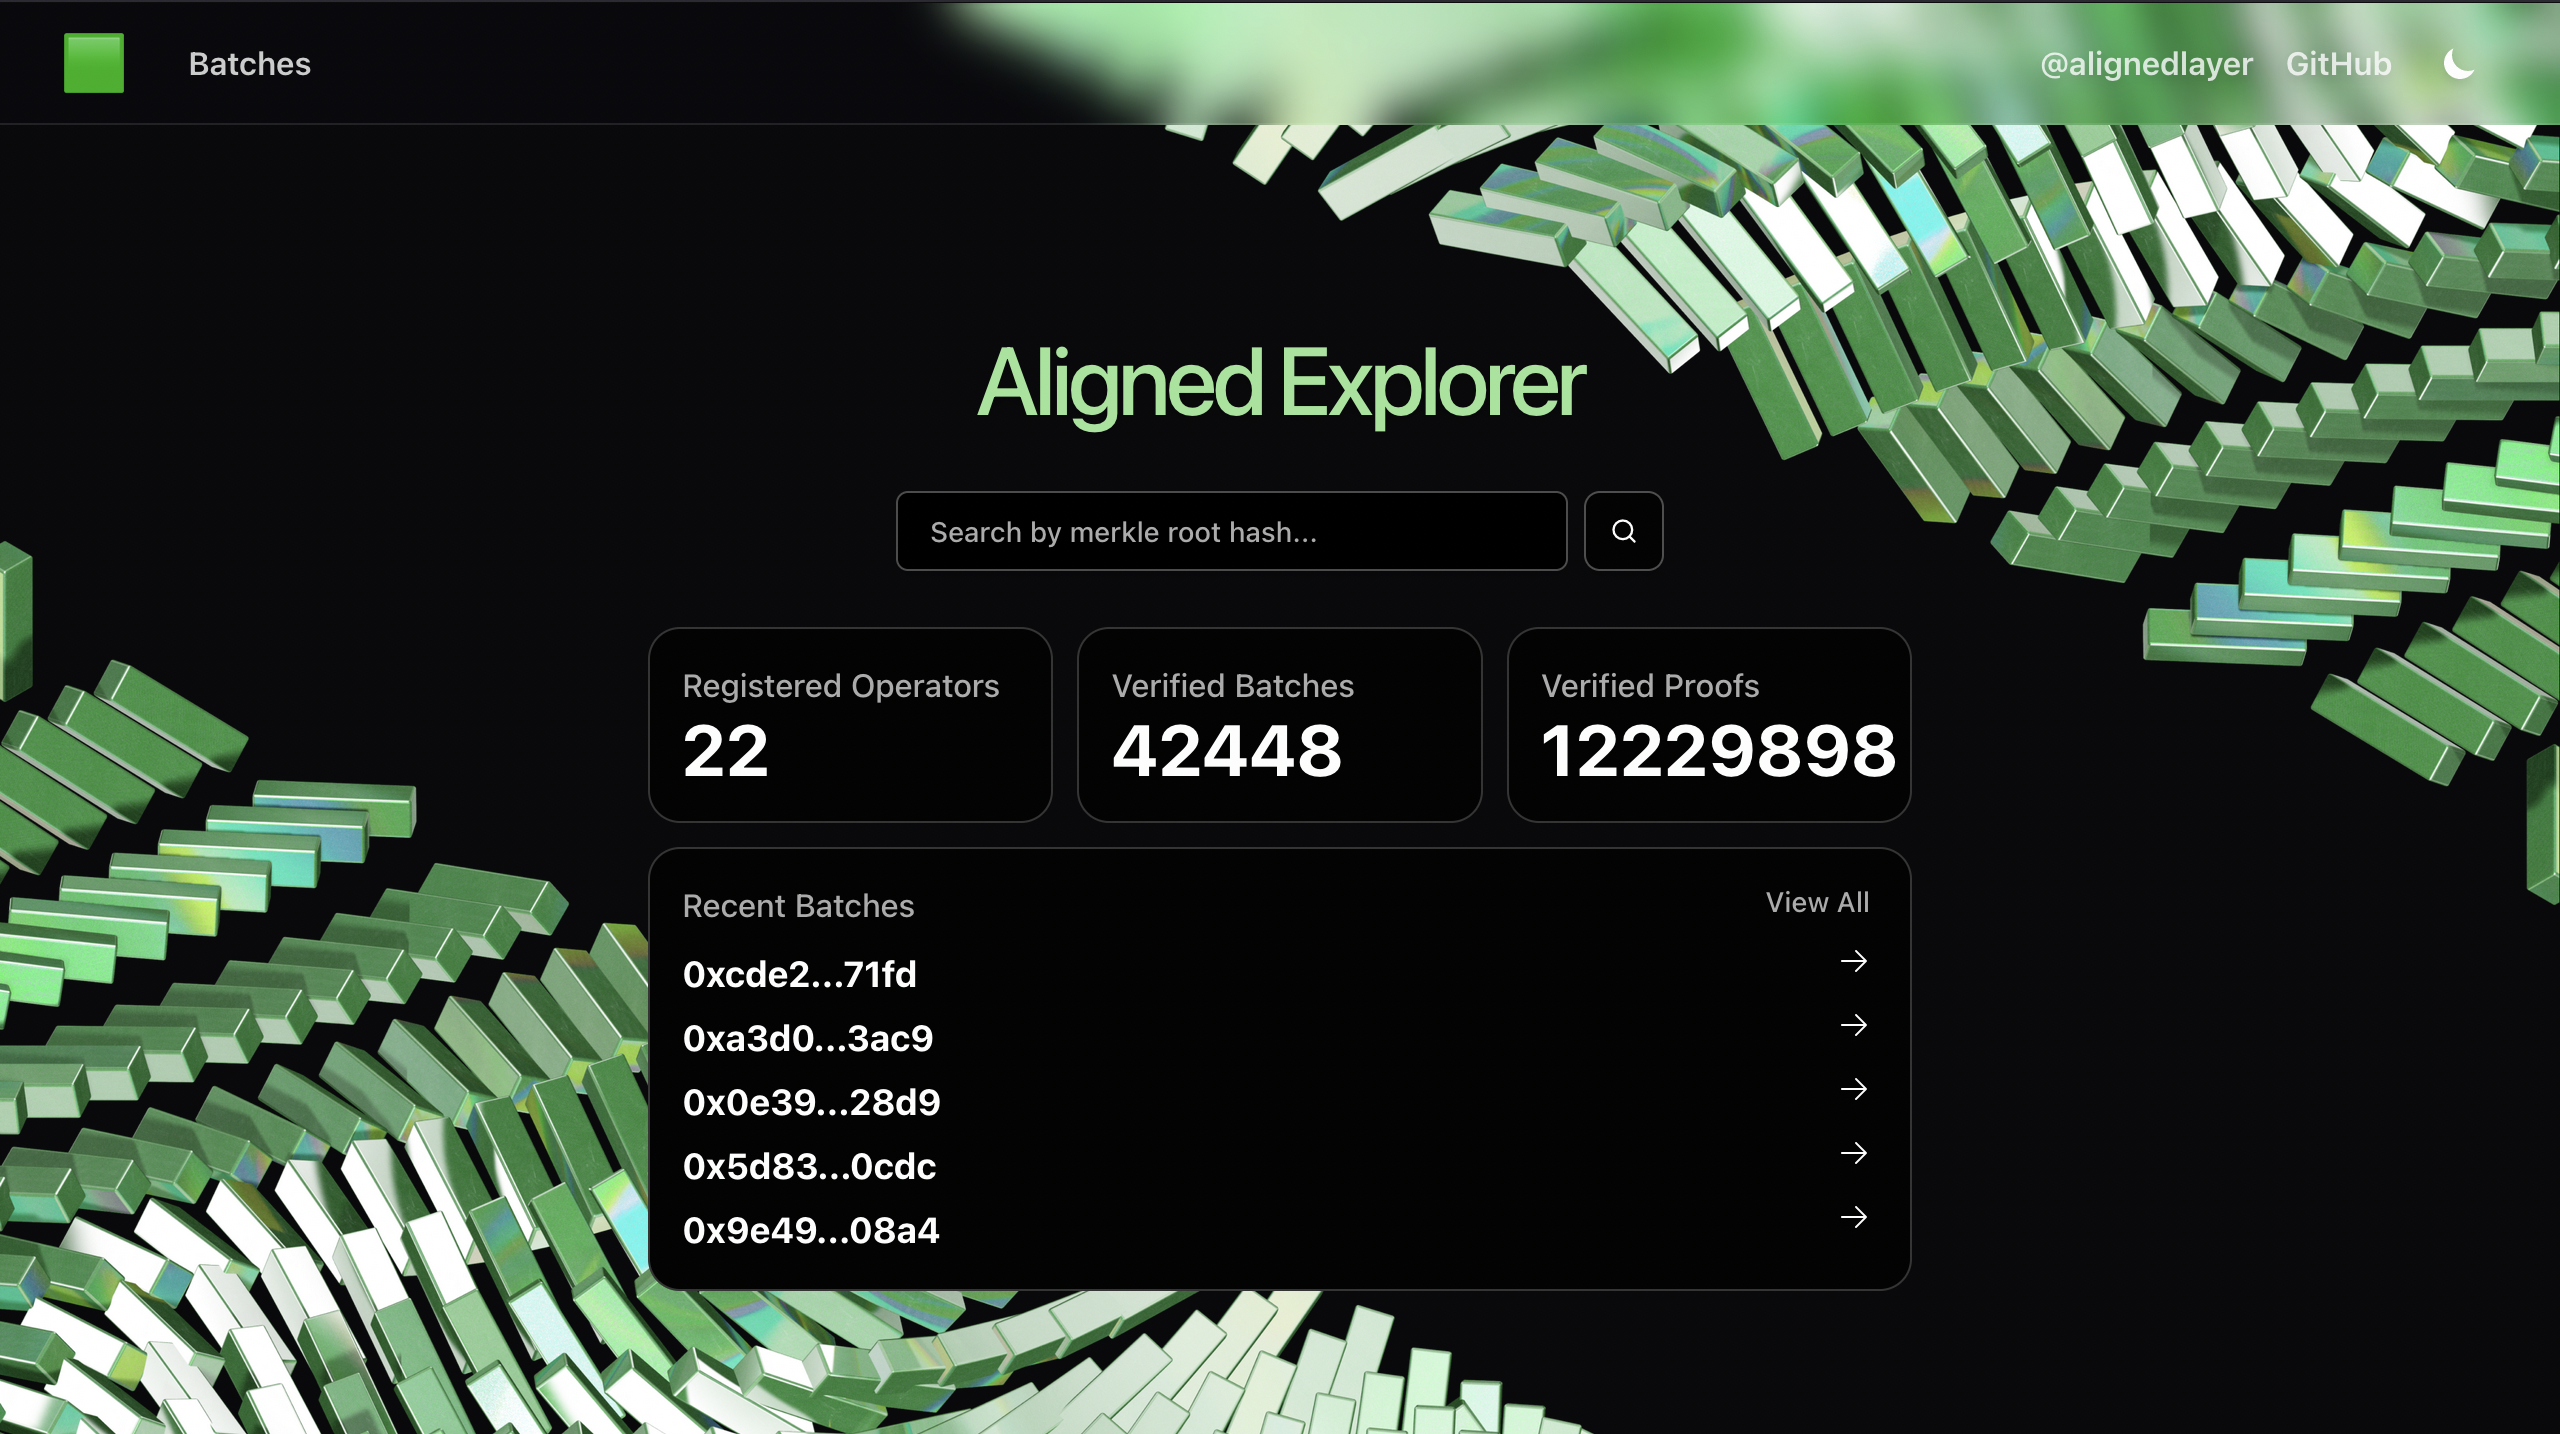 Batches
@alignedlayer GitHub
Aligned Explorer
Search by merkle root hash...
Registered Operators
22
Verified Batches
42448
Verified Proofs
12229898
Recent Batches
View All
0xcde2...71fd
0xa3d0...3ac9
0x0e39...28d9
0x5d83...0cdc
0x9e49...08a4